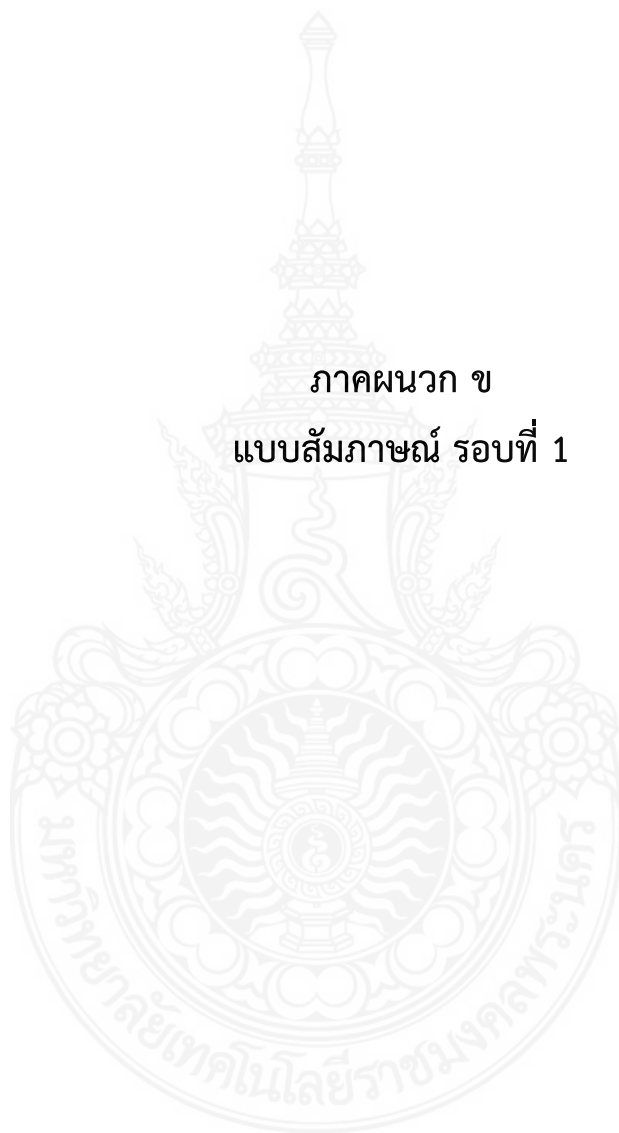 ภาคผนวก ข
แบบสัมภาษณ์ รอบที่ 1
มหาวิทยาลัยเทคโนโลยีราชมงคลพระนคร